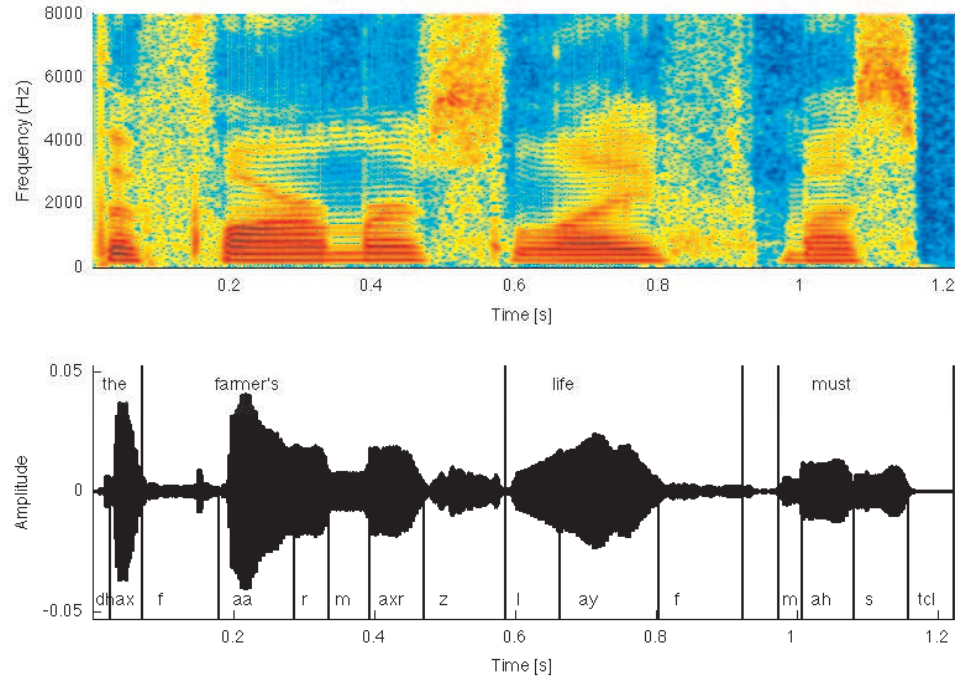 8000
6000
4000
2000
0
Frequency (Hz)
0.2 0.4 0.6 0.8 1 1.2
Time [s]
0.05
0
-0.05
Amplitude
the farmer's life must
dh ax f aa r m axr z l ay f m ah s tcl
0.2 0.4 0.6 0.8 1 1.2
Time [s]